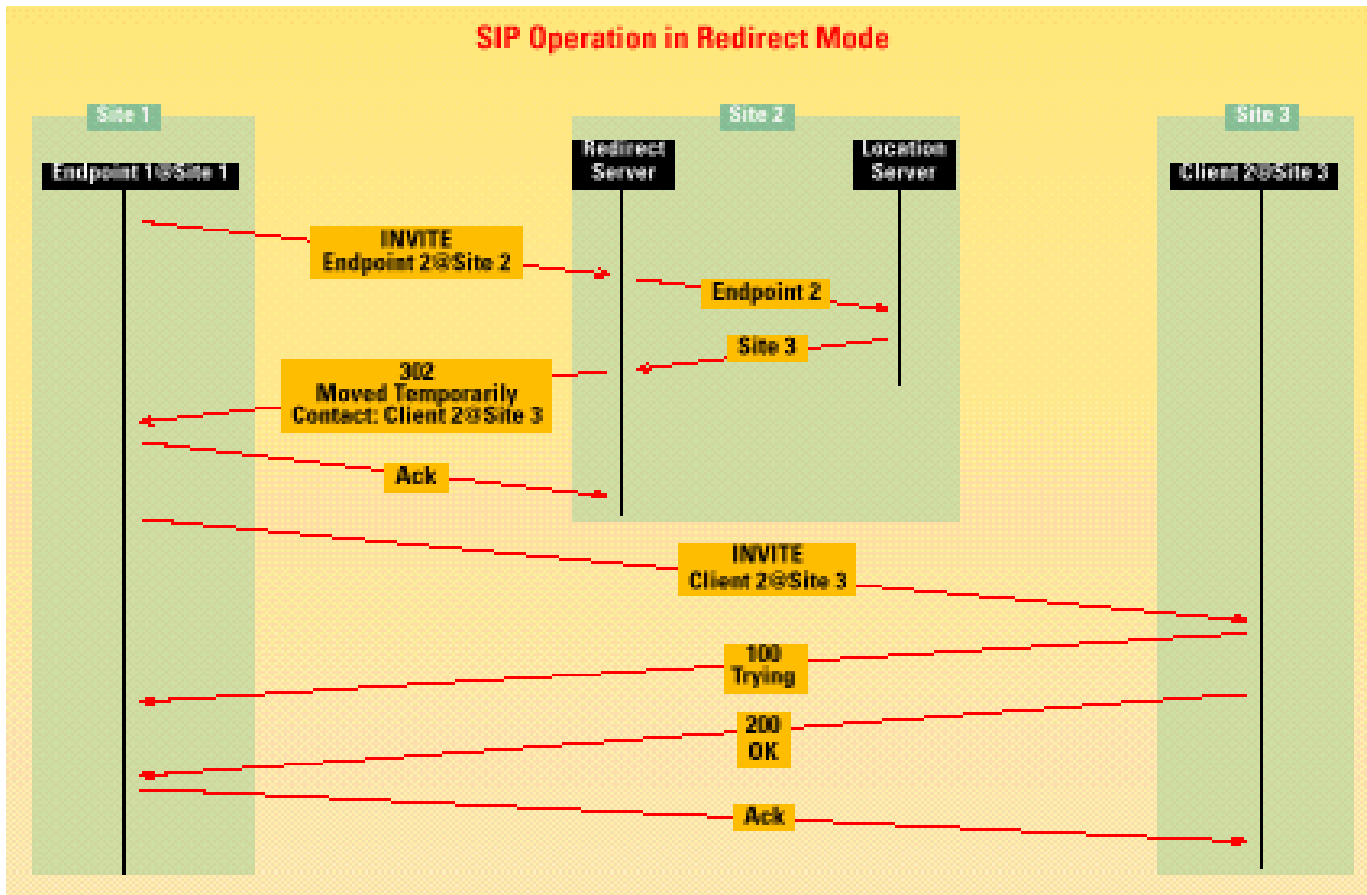 SIP Operation in Redirect Mode
Site 1
Site 2
Site 3
Endpoint 1@Site 1
Redirect
Server
Location
Server
Client 2@Site 3
INVITE
Endpoint 2@Site 2
Endpoint 2
Site 3
302
Moved Temporarily
Contact: Client 2@Site 3
Ack
INVITE
Client 2@Site 3
100
Trying
200
OK
Ack